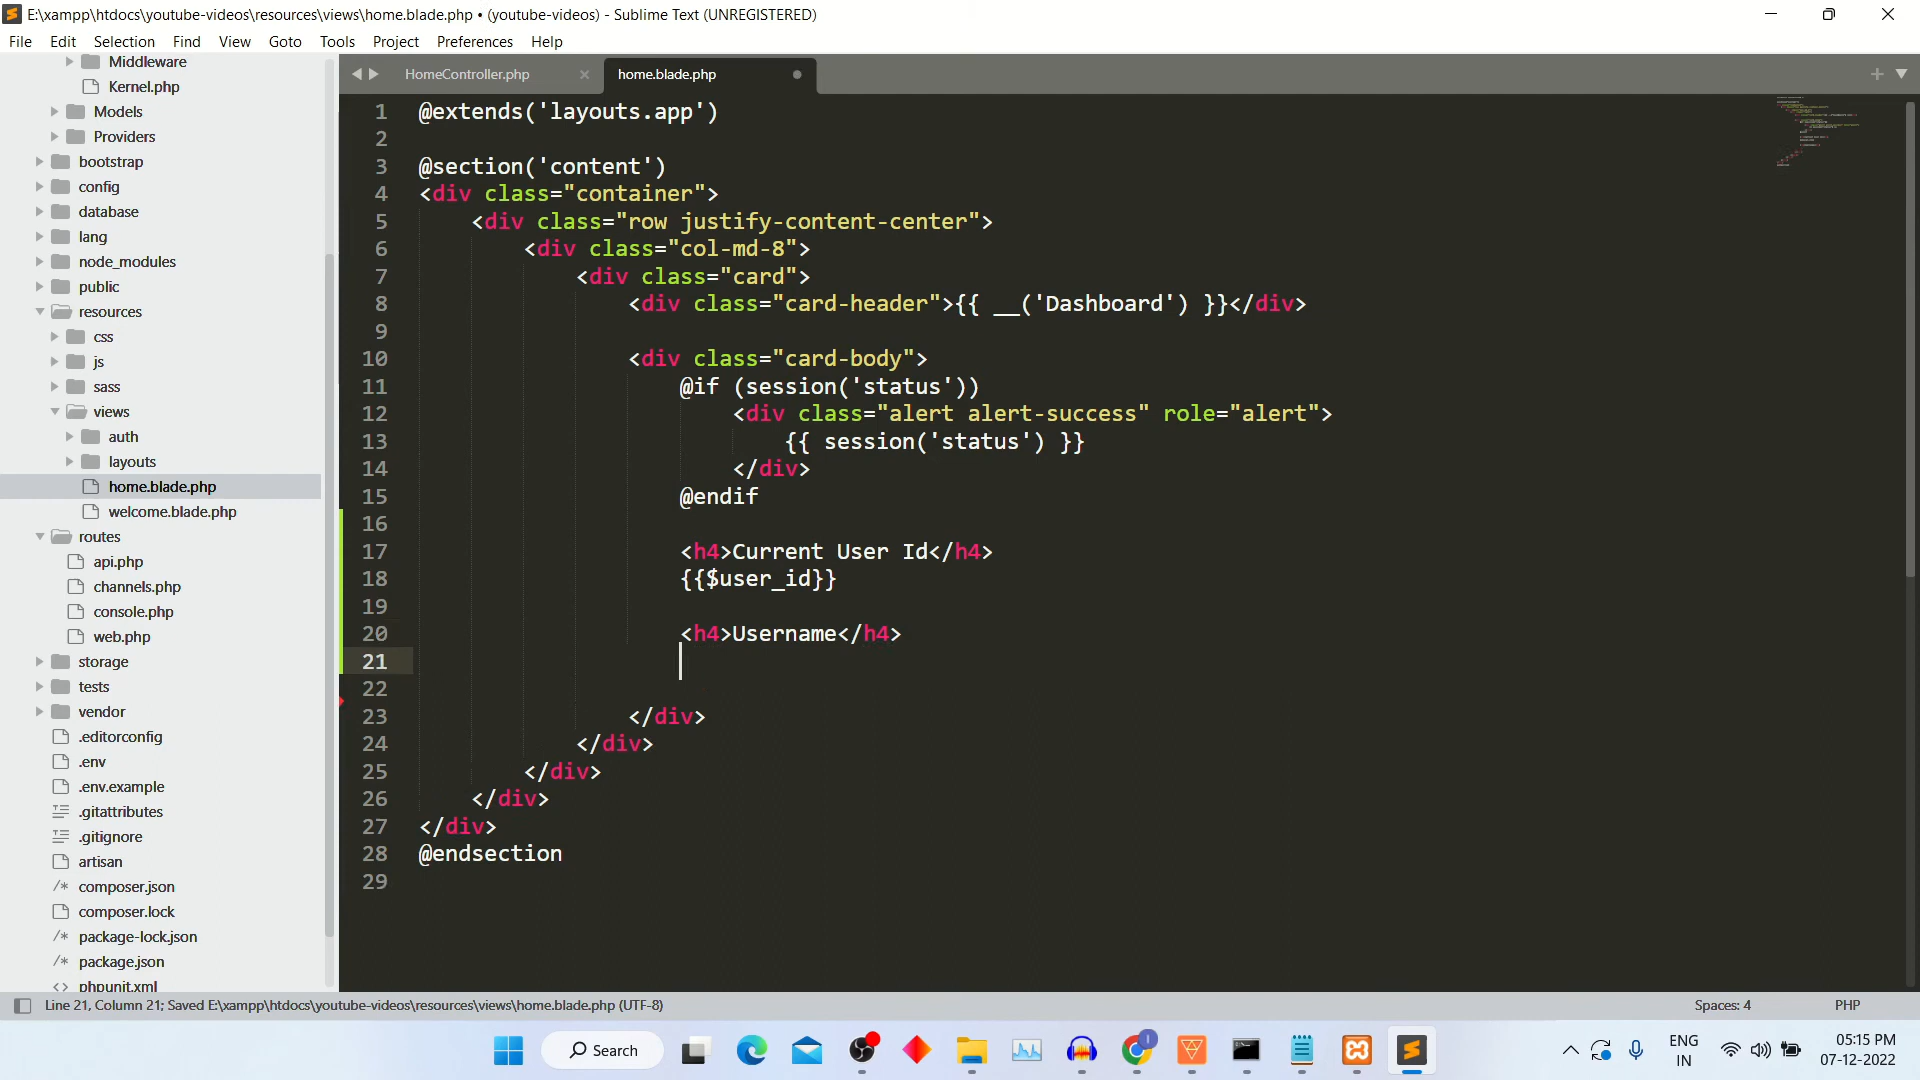 E:\xampp\htdocs\youtube-videos\resources\views\home.blade.php • (youtube-videos) - Sublime Text (UNREGISTERED)
File Edit Selection Find View Goto Tools Project Preferences Help
Middleware
Kernel.php
Models
Providers
bootstrap
config
database
lang
node_modules
public
resources
css
js
sass
views
auth
layouts
home.blade.php
welcome.blade.php
routes
api.php
channels.php
console.php
web.php
storage
tests
vendor
.editorconfig
.env
.env.example
.gitattributes
.gitignore
artisan
composer.json
composer.lock
package-lock.json
package.json
phpunit.xml
HomeController.php
home.blade.php
1 @extends('layouts.app')
2
3 @section('content')
4 <div class="container">
5 <div class="row justify-content-center">
6 <div class="col-md-8">
7 <div class="card">
8 <div class="card-header">{{ __('Dashboard') }}</div>
9
10 <div class="card-body">
11 @if (session('status'))
12 <div class="alert alert-success" role="alert">
13 {{ session('status') }}
14 </div>
15 @endif
16
17 <h4>Current User Id</h4>
18 {{$user_id}}
19
20 <h4>Username</h4>
21
22
23 </div>
24 </div>
25 </div>
26 </div>
27 </div>
28 @endsection
29
Line 21, Column 21; Saved E:\xampp\htdocs\youtube-videos\resources\views\home.blade.php (UTF-8)
Spaces: 4
PHP
Search
ENG
IN
05:15 PM
07-12-2022